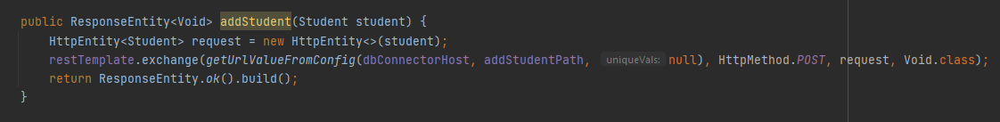 public ResponseEntity<Void> addStudent(Student student) {
HttpEntity<Student> request = new HttpEntity<>(student);
restTemplate.exchange(getUrlValueFromConfig(dbConnectorHost, addStudentPath, uniqueVals: null), HttpMethod.POST, request, Void.class);
return ResponseEntity.ok().build();
}